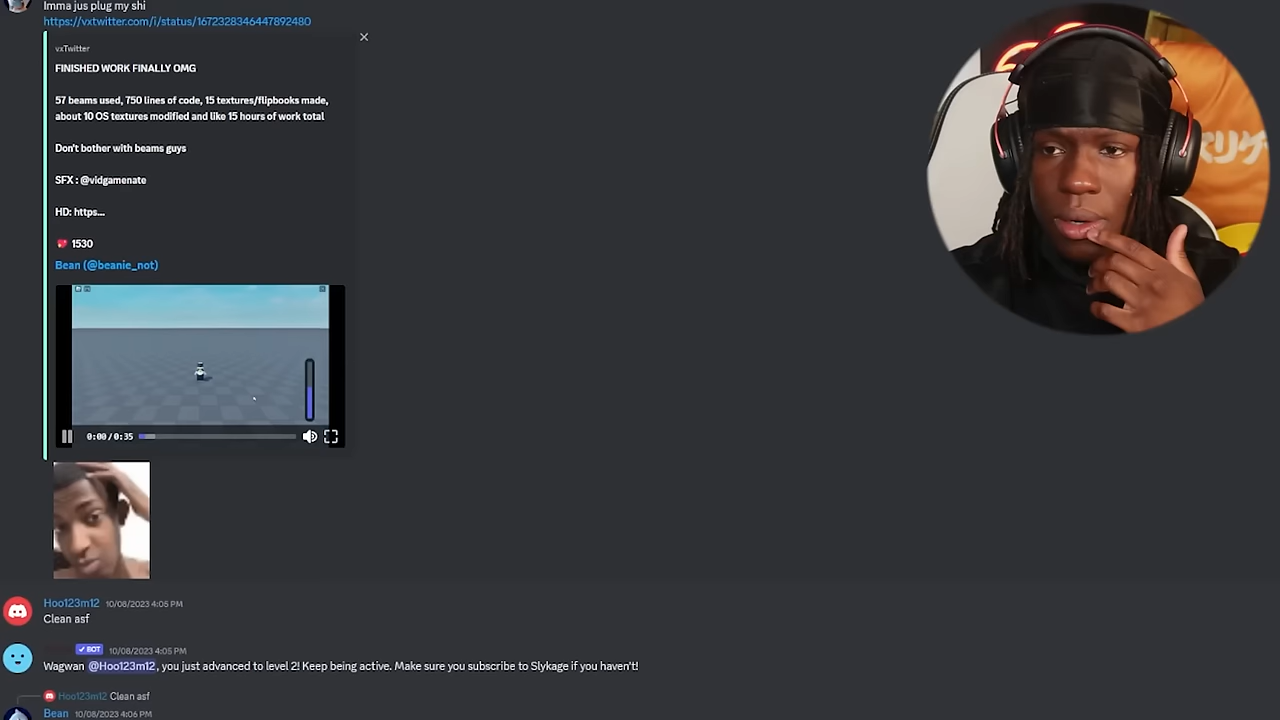 Imma jus plug my shi
https://vxtwitter.com/i/status/1672328346447892480
vxTwitter
FINISHED WORK FINALLY OMG
57 beams used, 750 lines of code, 15 textures/flipbooks made,
about 10 OS textures modified and like 15 hours of work total
Don't bother with beams guys
SFX : @vidgamenate
HD: https...
1530
Bean (@beanie_not)
0:00 / 0:35
Hoo123m12 10/08/2023 4:05 PM
Clean asf
BOT 10/08/2023 4:05 PM
Wagwan @Hoo123m12, you just advanced to level 2! Keep being active. Make sure you subscribe to Slykage if you haven't!
Hoo123m12 Clean asf
Bean 10/08/2023 4:06 PM